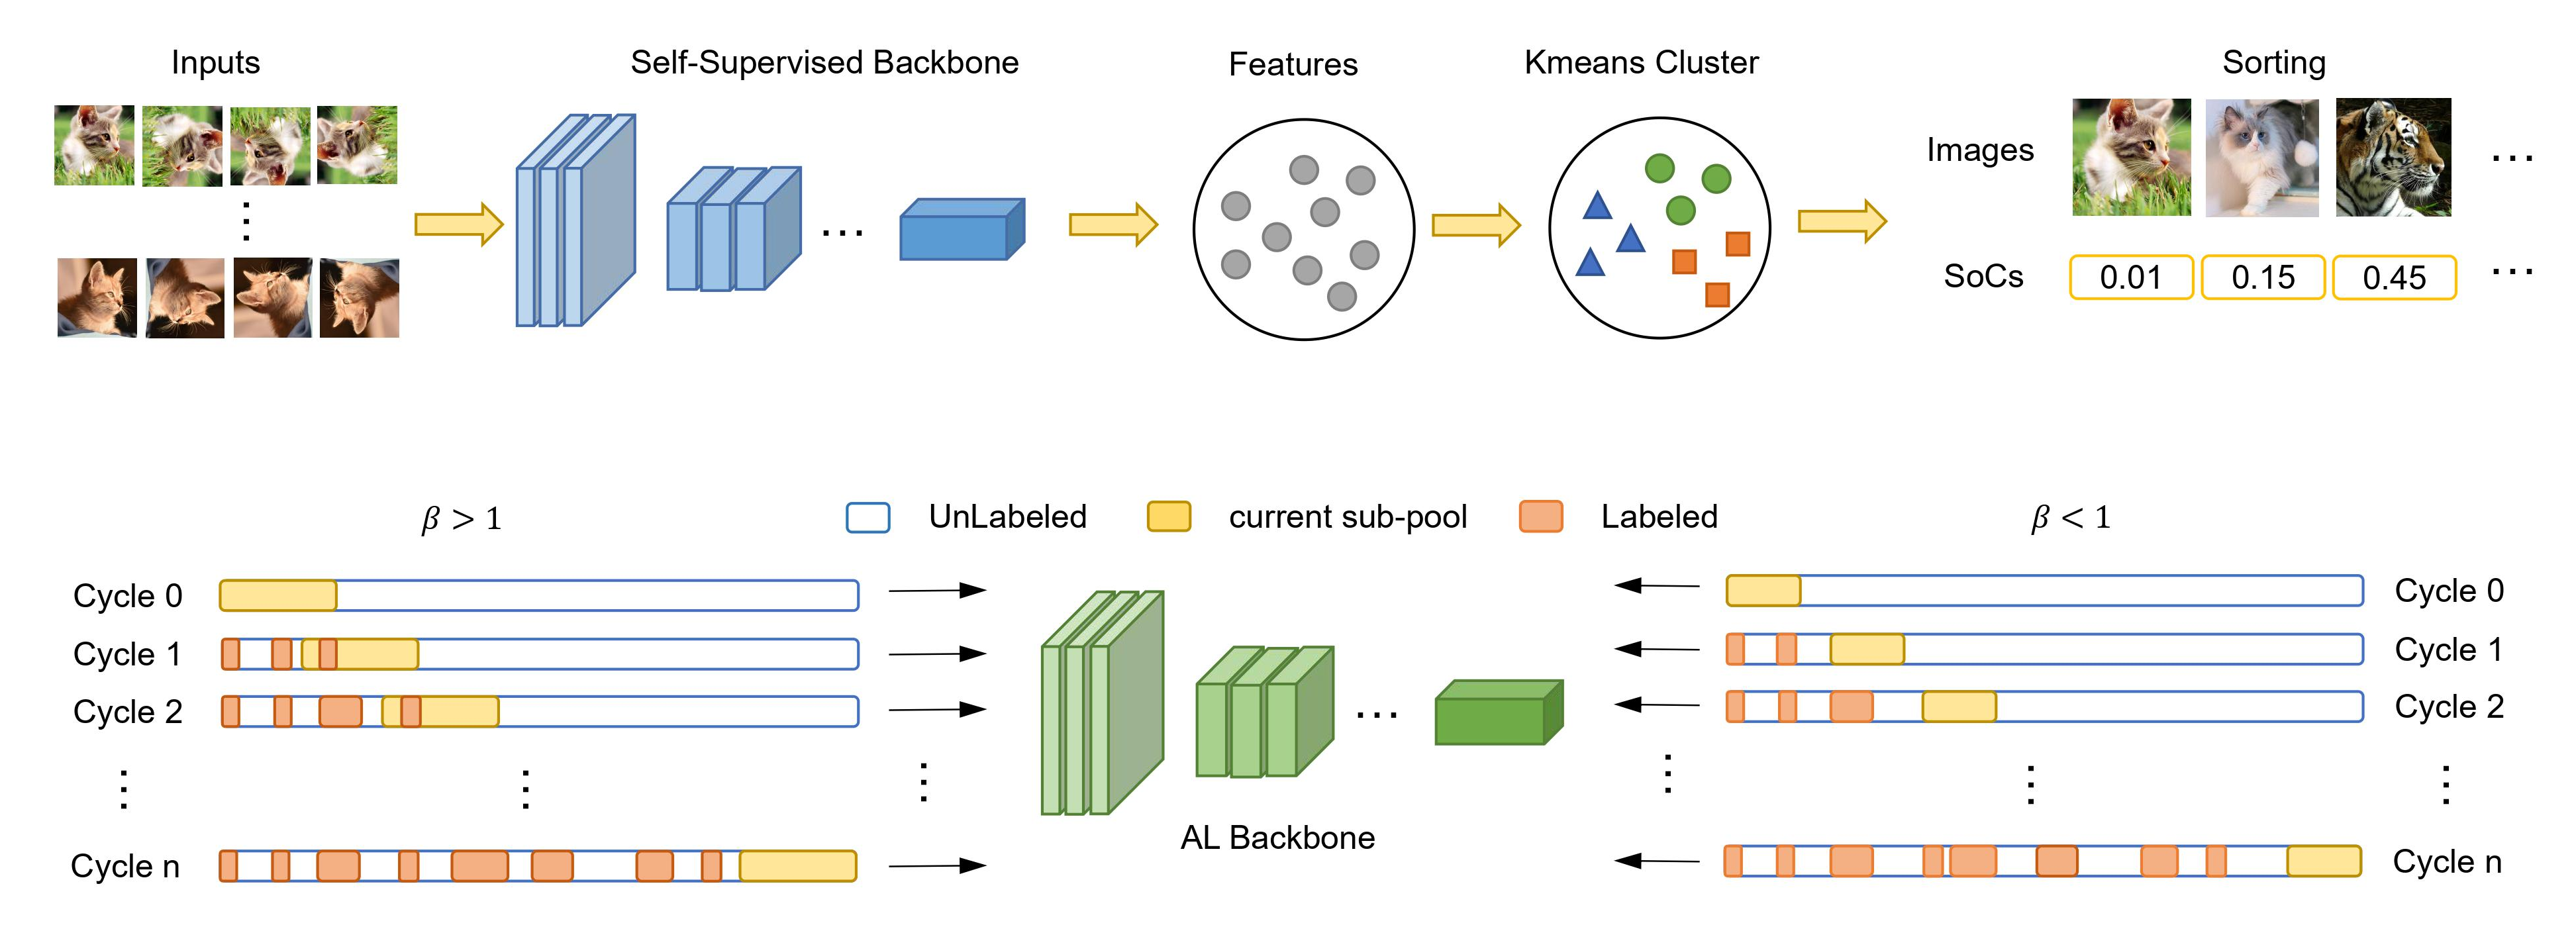 Inputs
Self-Supervised Backbone
Features
Kmeans Cluster
Sorting
Images
...
SoCs
0.01
0.15
0.45
...
...
β > 1
UnLabeled
current sub-pool
Labeled
β < 1
Cycle 0
Cycle 1
Cycle 2
Cycle n
...
AL Backbone
Cycle 0
Cycle 1
Cycle 2
Cycle n